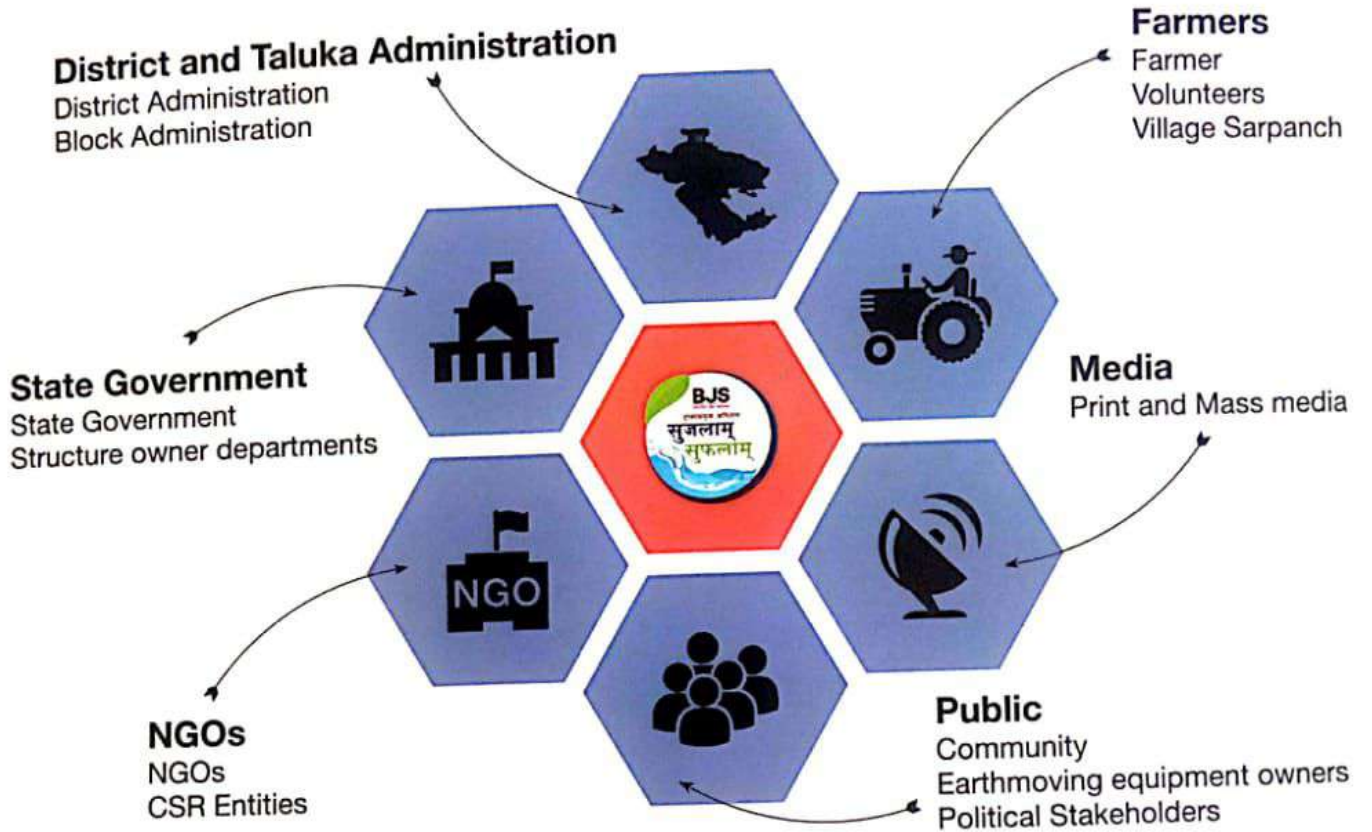 District and Taluka Administration
District Administration
Block Administration
Farmers
Farmer
Volunteers
Village Sarpanch
State Government
State Government
Structure owner departments
BJS
सुजलाम्
सुफलाम्
Media
Print and Mass media
NGO
NGOs
NGOs
CSR Entities
Public
Community
Earthmoving equipment owners
Political Stakeholders